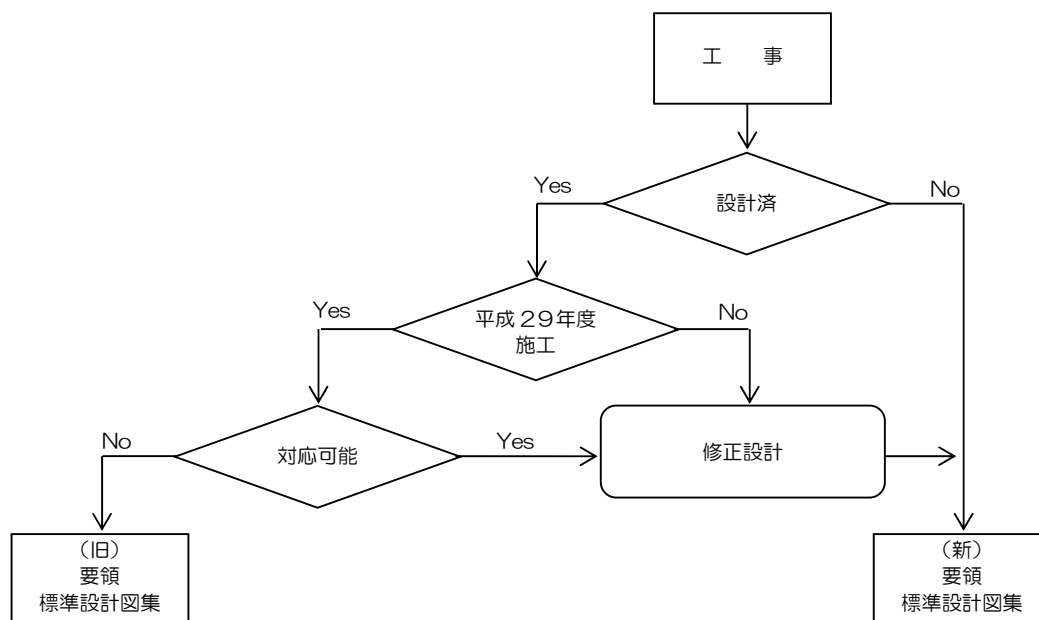 工　事
設計済
Yes
No
平成29年度
施工
Yes
No
対応可能
No
Yes
修正設計
(旧)
要領
標準設計図集
(新)
要領
標準設計図集